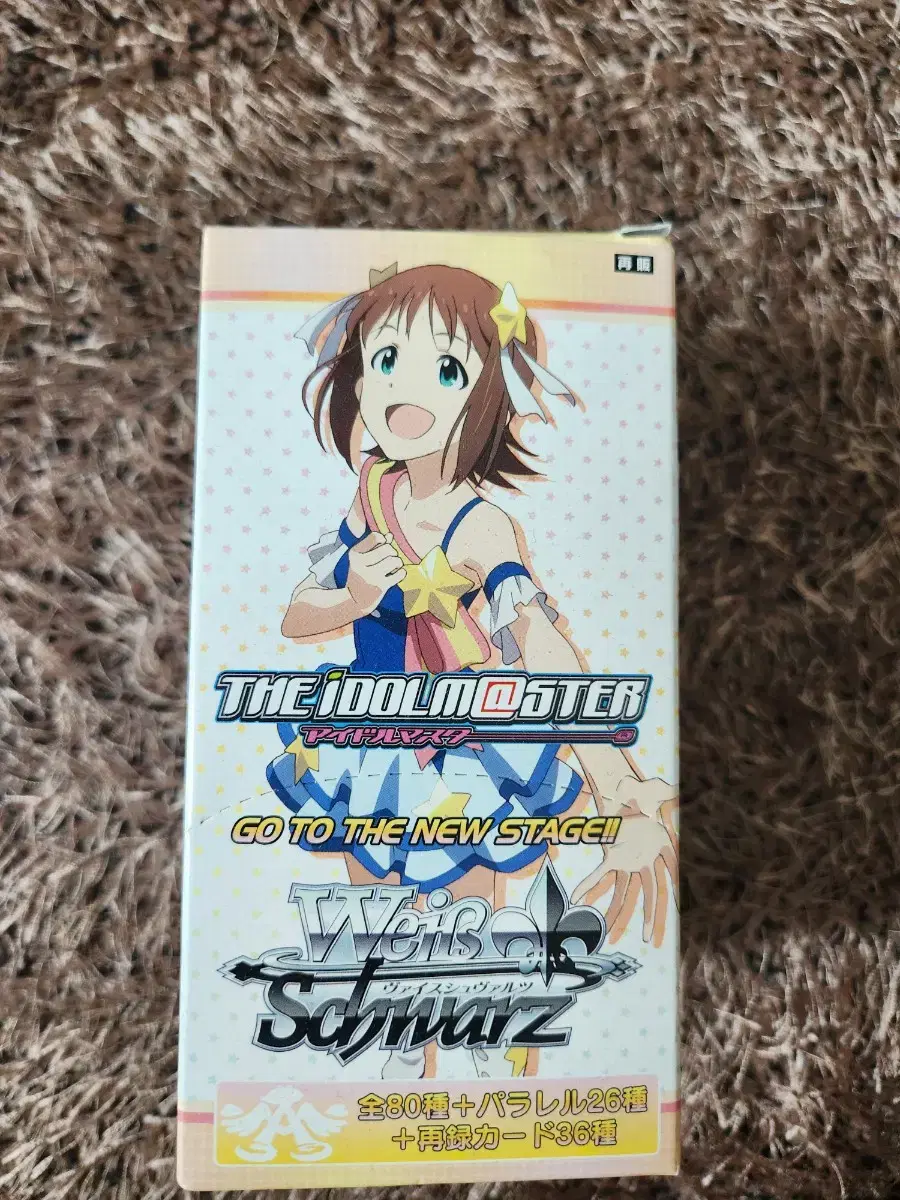 再販
THE iDOLM@STER
アイドルマスター
GO TO THE NEW STAGE!!
Weiß
ヴァイスシュヴァルツ
Schwarz
全80種+パラレル26種
+再録カード36種